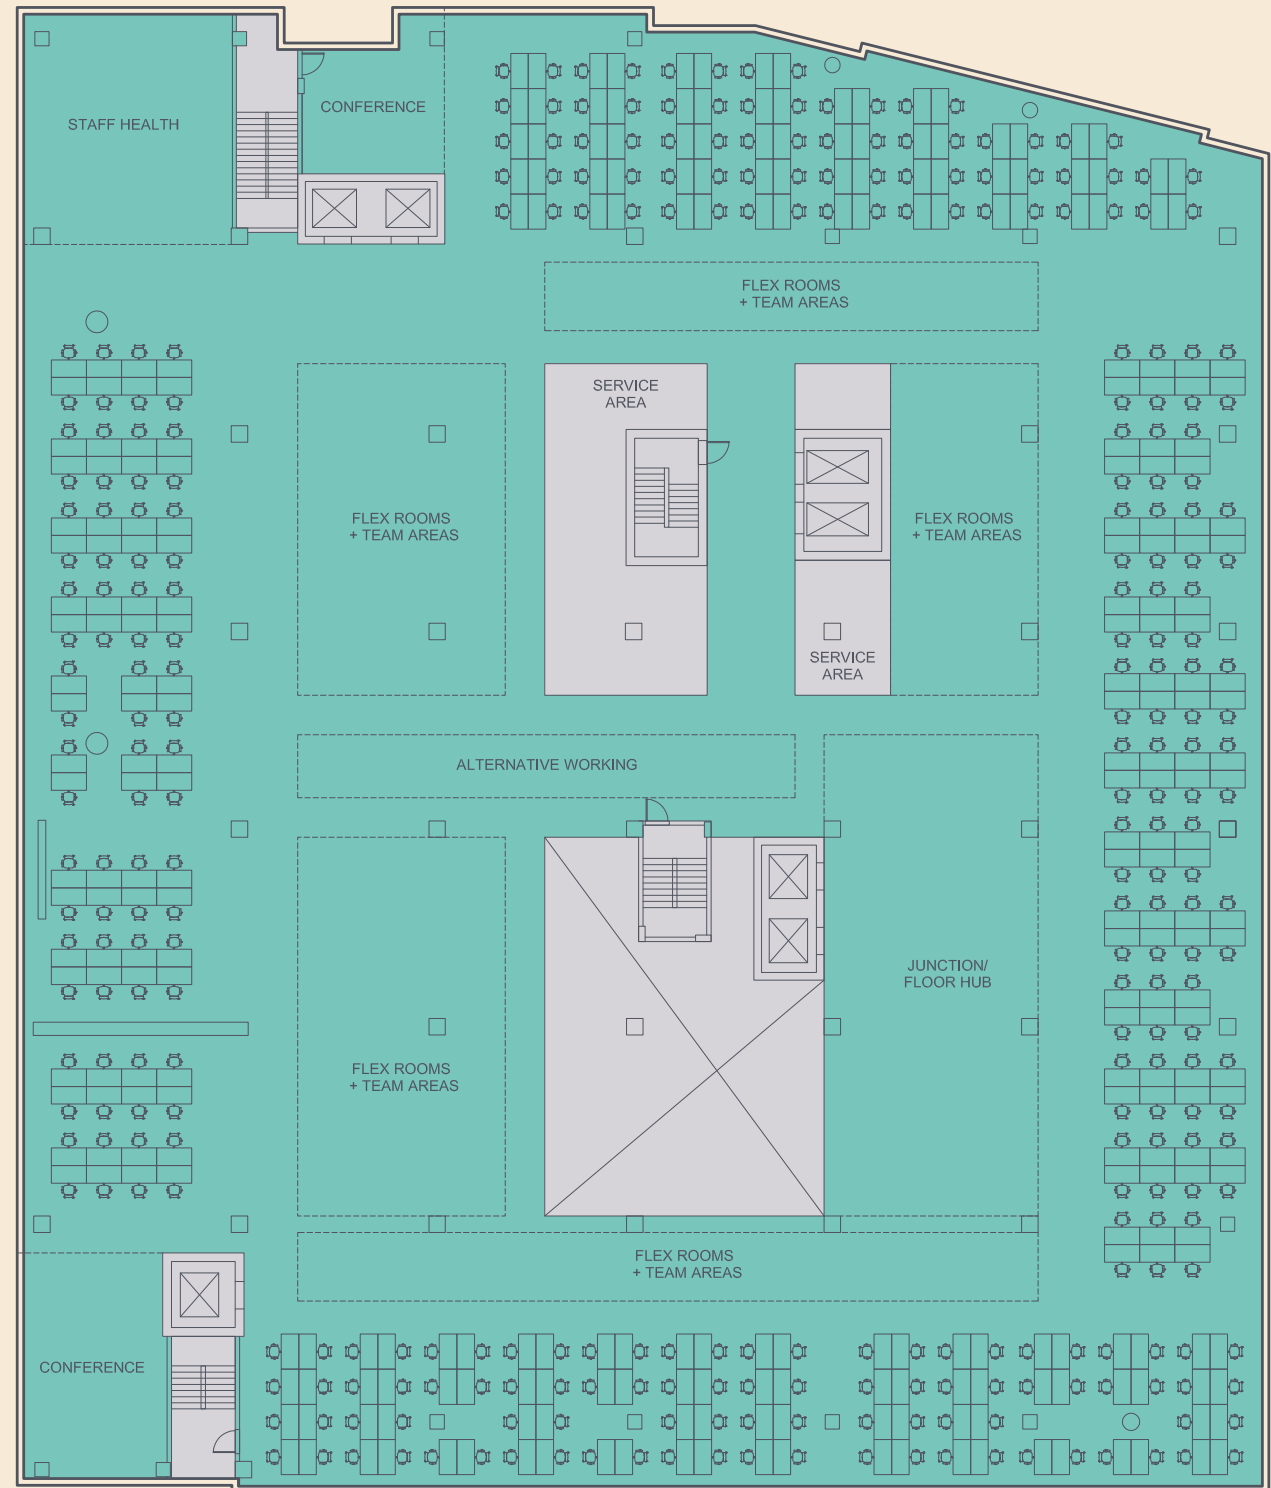 STAFF HEALTH
CONFERENCE
FLEX ROOMS
+ TEAM AREAS
SERVICE
AREA
FLEX ROOMS
+ TEAM AREAS
FLEX ROOMS
+ TEAM AREAS
SERVICE
AREA
ALTERNATIVE WORKING
JUNCTION/
FLOOR HUB
FLEX ROOMS
+ TEAM AREAS
FLEX ROOMS
+ TEAM AREAS
CONFERENCE